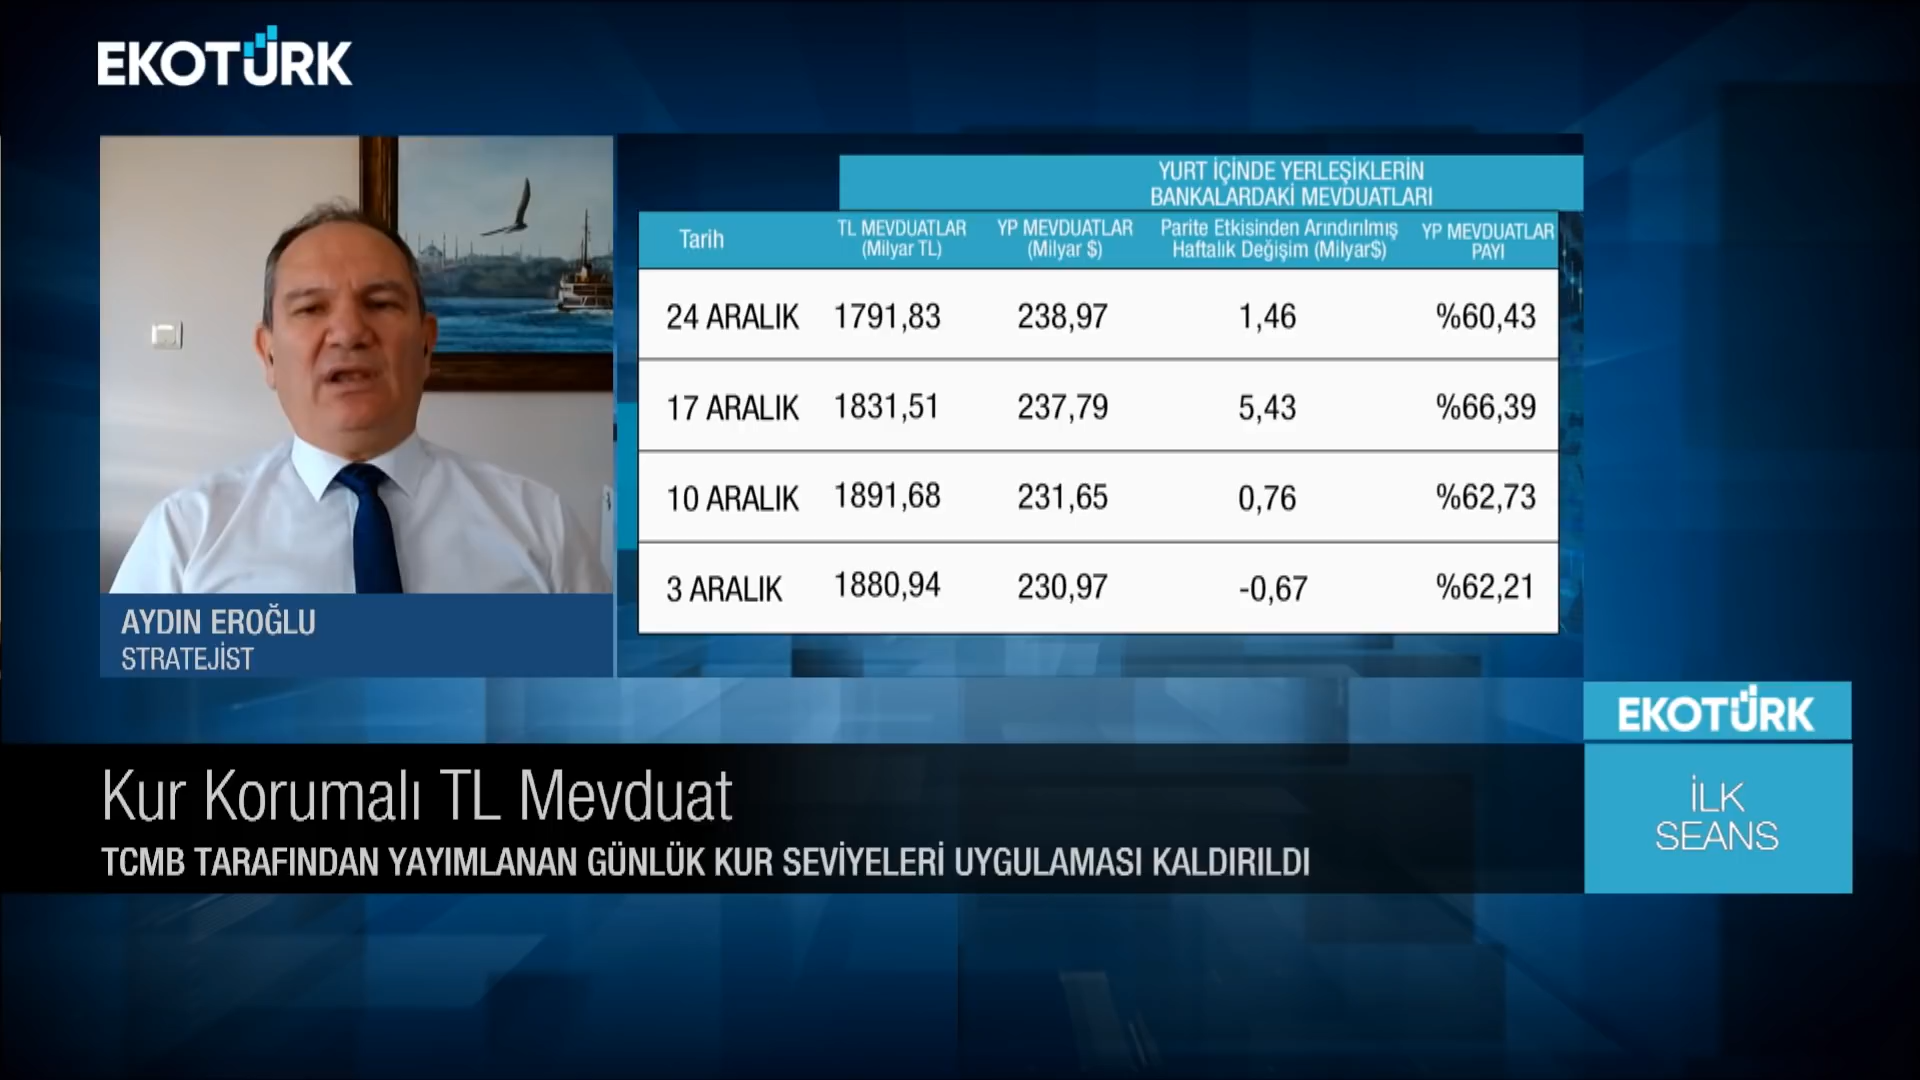 EKOTÜRK
YURT İÇİNDE YERLEŞİKLERİN
BANKALARDAKİ MEVDUATLARI
Tarih
TL MEVDUATLAR
(Milyar TL)
YP MEVDUATLAR
(Milyar $)
Parite Etkisinden Arındırılmış
Haftalık Değişim (Milyar$)
YP MEVDUATLAR
PAYI
24 ARALIK 1791,83 238,97 1,46 %60,43
17 ARALIK 1831,51 237,79 5,43 %66,39
10 ARALIK 1891,68 231,65 0,76 %62,73
3 ARALIK 1880,94 230,97 -0,67 %62,21
AYDIN EROĞLU
STRATEJİST
EKOTÜRK
İLK
SEANS
Kur Korumalı TL Mevduat
TCMB TARAFINDAN YAYIMLANAN GÜNLÜK KUR SEVİYELERİ UYGULAMASI KALDIRILDI